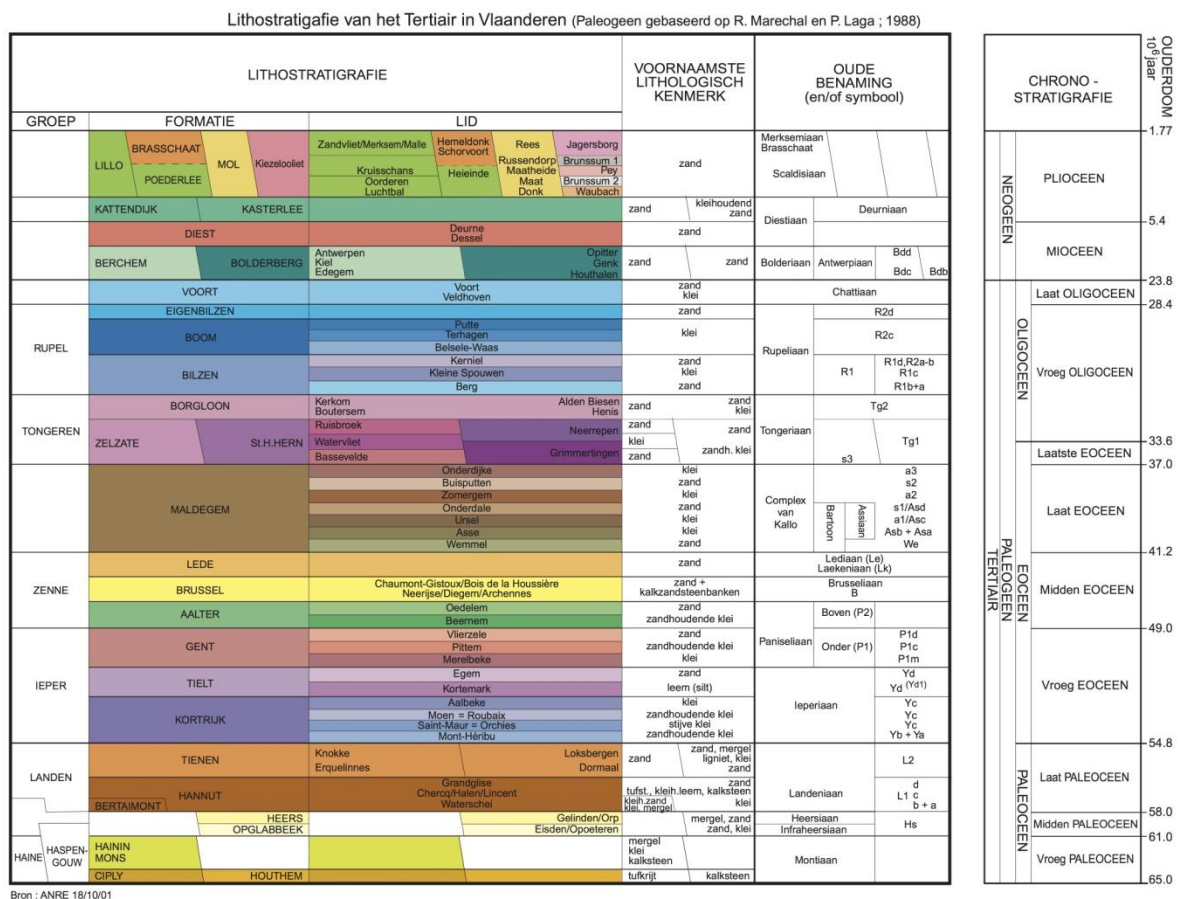 Lithostratigafie van het Tertiair in Vlaanderen (Paleogeen gebaseerd op R. Marechal en P. Laga ; 1988)
LITHOSTRATIGRAFIE
VOORNAAMSTE
LITHOLOGISCH
KENMERK
OUDE
BENAMING
(en/of symbool)
CHRONO -
STRATIGRAFIE
OUDERDOM
10⁶ jaar
GROEP
FORMATIE
LID
LILLO
BRASSCHAAT
POEDERLEE
MOL
Kiezelooliet
Zandvliet/Merksem/Malle
Kruisschans
Oorderen
Luchtbal
Hemeldonk
Schorvoort
Heieinde
Rees
Russendorp
Maatheide
Maat
Donk
Jagersborg
Brunssum 1
Pey
Brunssum 2
Waubach
zand
Merksemiaan
Brasschaat
Scaldisiaan
KATTENDIJK
KASTERLEE
zand
kleihoudend
zand
Diestiaan
Deurniaan
DIEST
Deurne
Dessel
zand
BERCHEM
BOLDERBERG
Antwerpen
Kiel
Edegem
Opitter
Genk
Houthalen
zand
zand
Bolderiaan
Antwerpiaan
Bdd
Bdc
Bdb
RUPEL
VOORT
Voort
Veldhoven
zand
klei
Chattiaan
EIGENBILZEN
zand
Rupeliaan
R2d
BOOM
Putte
Terhagen
Belsele-Waas
klei
R2c
BILZEN
Kerniel
Kleine Spouwen
Berg
zand
klei
zand
R1
R1d,R2a-b
R1c
R1b+a
TONGEREN
BORGLOON
Kerkom
Boutersem
Alden Biesen
Henis
zand
zand
klei
Tongeriaan
Tg2
ZELZATE
St.H.HERN
Ruisbroek
Watervliet
Bassevelde
Neerrepen
Grimmertingen
zand
klei
zand
zand
zandh. klei
s3
Tg1
MALDEGEM
Onderdijke
Buisputten
Zomergem
Onderdale
Ursel
Asse
Wemmel
klei
zand
klei
zand
klei
klei
zand
Complex
van
Kallo
Bartoon
Assiaan
a3
s2
a2
s1/Asd
a1/Asc
Asb + Asa
We
ZENNE
LEDE
zand
Lediaan (Le)
Laekeniaan (Lk)
BRUSSEL
Chaumont-Gistoux/Bois de la Houssière
Neerijse/Diegem/Archennes
zand +
kalkzandsteenbanken
Brusseliaan
B
AALTER
Oedelem
Beernem
zand
zandhoudende klei
Paniseliaan
Boven (P2)
IEPER
GENT
Vlierzele
Pittem
Merelbeke
zand
zandhoudende klei
klei
Onder (P1)
P1d
P1c
P1m
TIELT
Egem
Kortemark
zand
leem (silt)
Ieperiaan
Yd
Yd (Yd1)
KORTRIJK
Aalbeke
Moen = Roubaix
Saint-Maur = Orchies
Mont-Héribu
klei
zandhoudende klei
stijve klei
zandhoudende klei
Yc
Yc
Yc
Yb + Ya
LANDEN
TIENEN
Knokke
Erquelinnes
Loksbergen
Dormaal
zand
zand, mergel
ligniet, klei
zand
Landeniaan
L2
HANNUT
BERTAIMONT
Grandglise
Chercq/Halen/Lincent
Waterschei
zand
tufst., kleih.leem, kalksteen
kleih.zand
klei, mergel
klei
L1
d
c
b + a
HEERS
OPGLABBEEK
Gelinden/Orp
Eisden/Opoeteren
mergel, zand
zand, klei
Heersiaan
Infraheersiaan
Hs
HAINE
HASPEN-
GOUW
HAININ
MONS
mergel
klei
kalksteen
Montiaan
CIPLY
HOUTHEM
tufkrijt
kalksteen
TERTIAIR
NEOGEEN
PALEOGEEN
OLIGOCEEN
EOCEEN
PALEOCEEN
1.77
PLIOCEEN
5.4
MIOCEEN
23.8
Laat OLIGOCEEN
28.4
Vroeg OLIGOCEEN
33.6
Laatste EOCEEN
37.0
Laat EOCEEN
41.2
Midden EOCEEN
49.0
Vroeg EOCEEN
54.8
Laat PALEOCEEN
58.0
Midden PALEOCEEN
61.0
Vroeg PALEOCEEN
65.0
Bron : ANRE 18/10/01